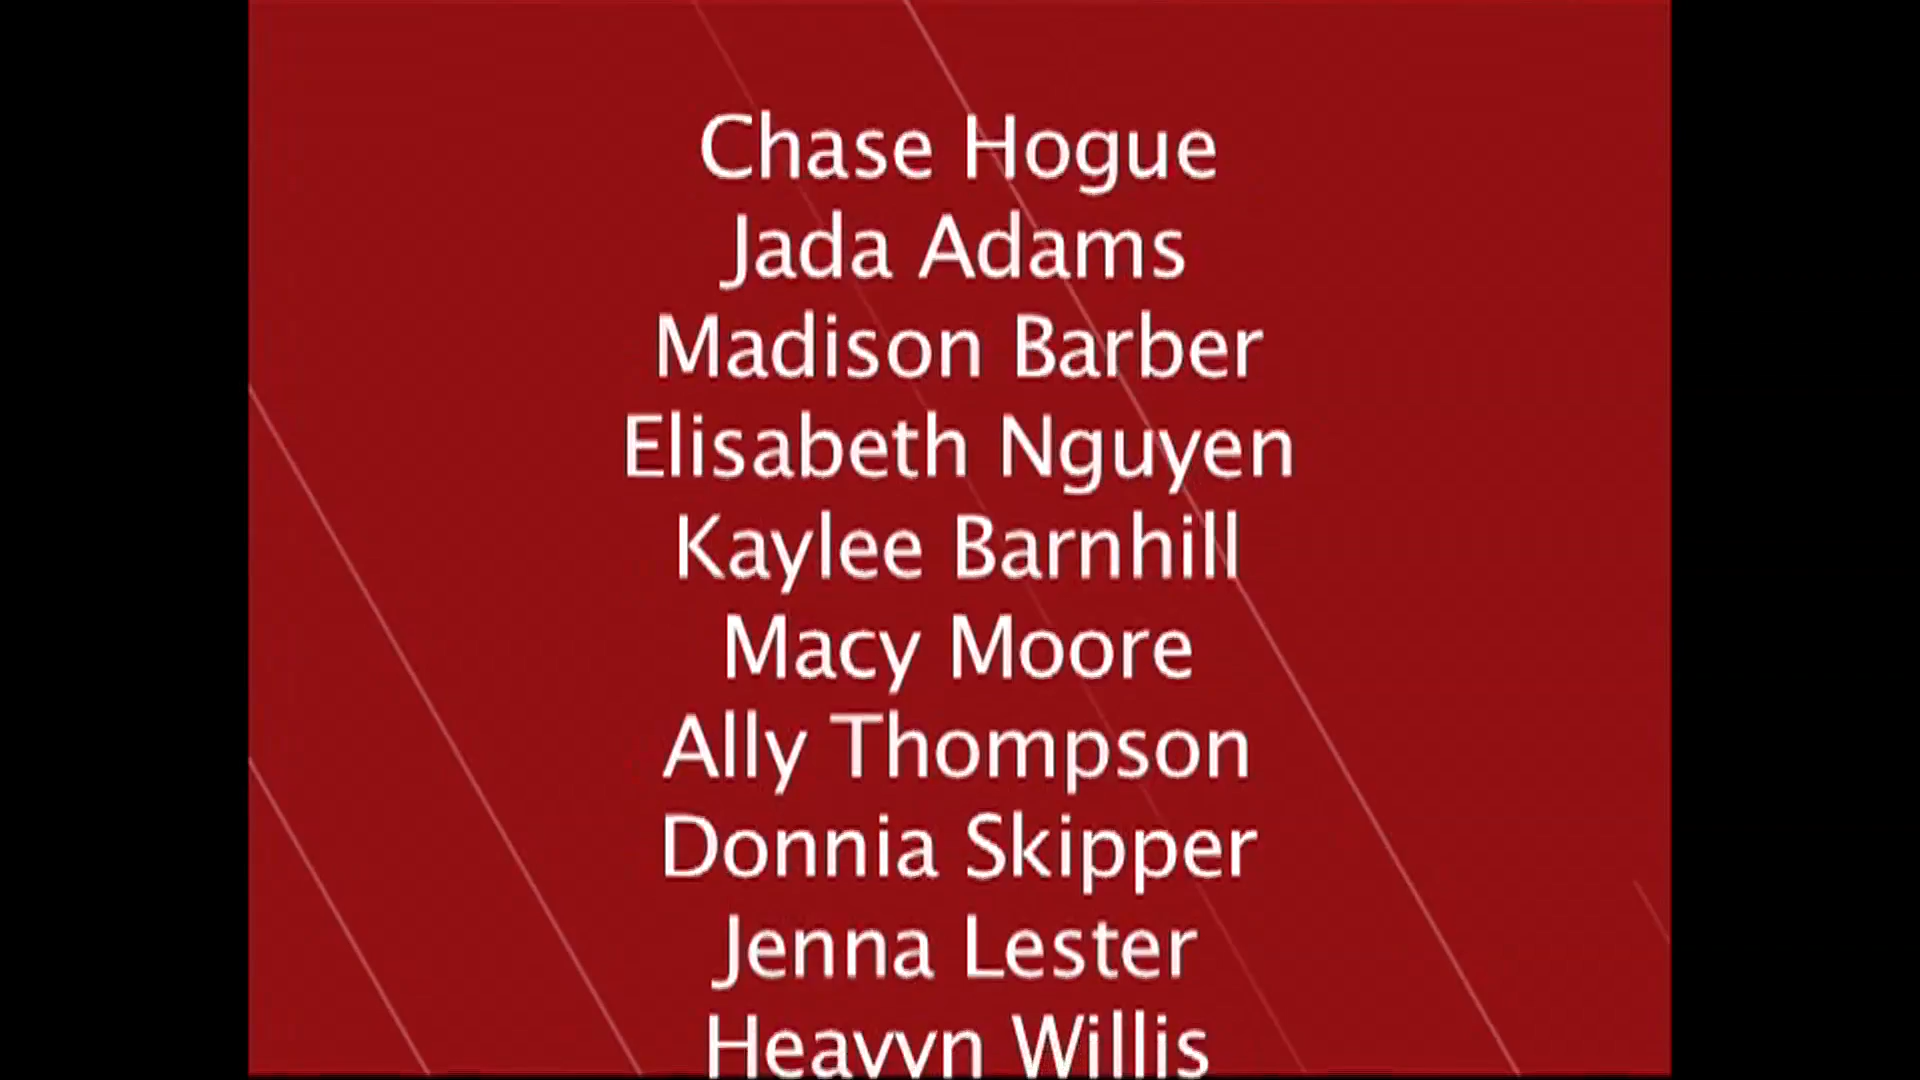 Chase Hogue
Jada Adams
Madison Barber
Elisabeth Nguyen
Kaylee Barnhill
Macy Moore
Ally Thompson
Donnia Skipper
Jenna Lester
Heavyn Willis